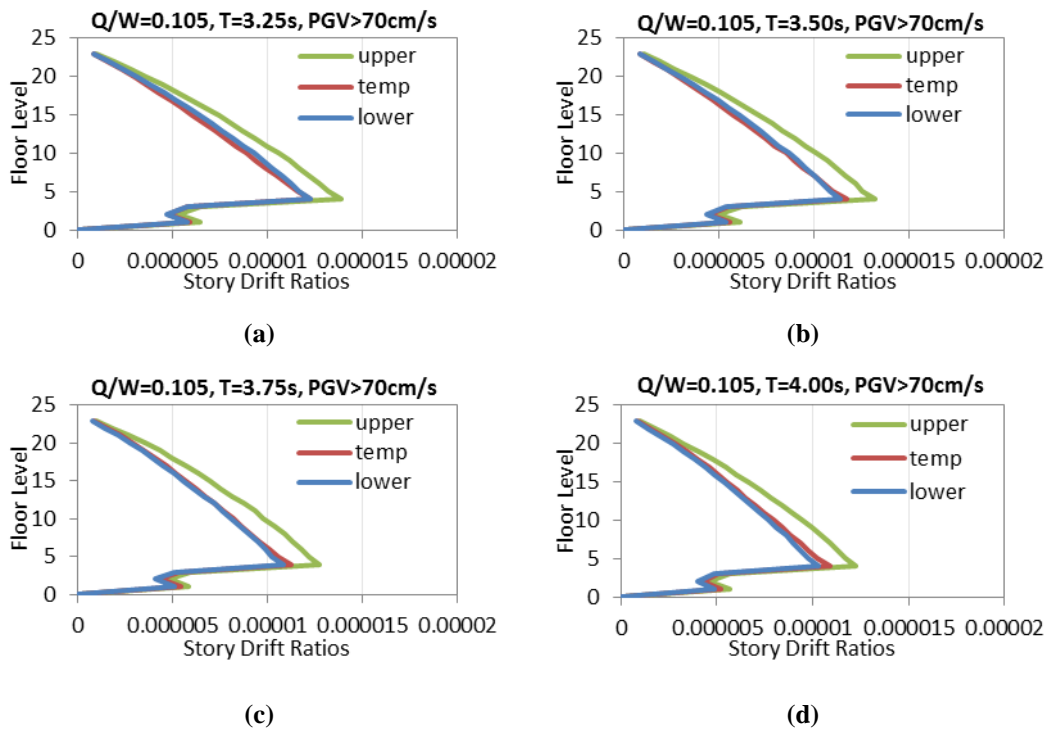 Q/W=0.105, T=3.25s, PGV>70cm/s
25
20
15
10
5
0
Floor Level
upper
temp
lower
0 0.000005 0.00001 0.000015 0.00002
Story Drift Ratios
(a)
Q/W=0.105, T=3.50s, PGV>70cm/s
25
20
15
10
5
0
Floor Level
upper
temp
lower
0 0.000005 0.00001 0.000015 0.00002
Story Drift Ratios
(b)
Q/W=0.105, T=3.75s, PGV>70cm/s
25
20
15
10
5
0
Floor Level
upper
temp
lower
0 0.000005 0.00001 0.000015 0.00002
Story Drift Ratios
(c)
Q/W=0.105, T=4.00s, PGV>70cm/s
25
20
15
10
5
0
Floor Level
upper
temp
lower
0 0.000005 0.00001 0.000015 0.00002
Story Drift Ratios
(d)